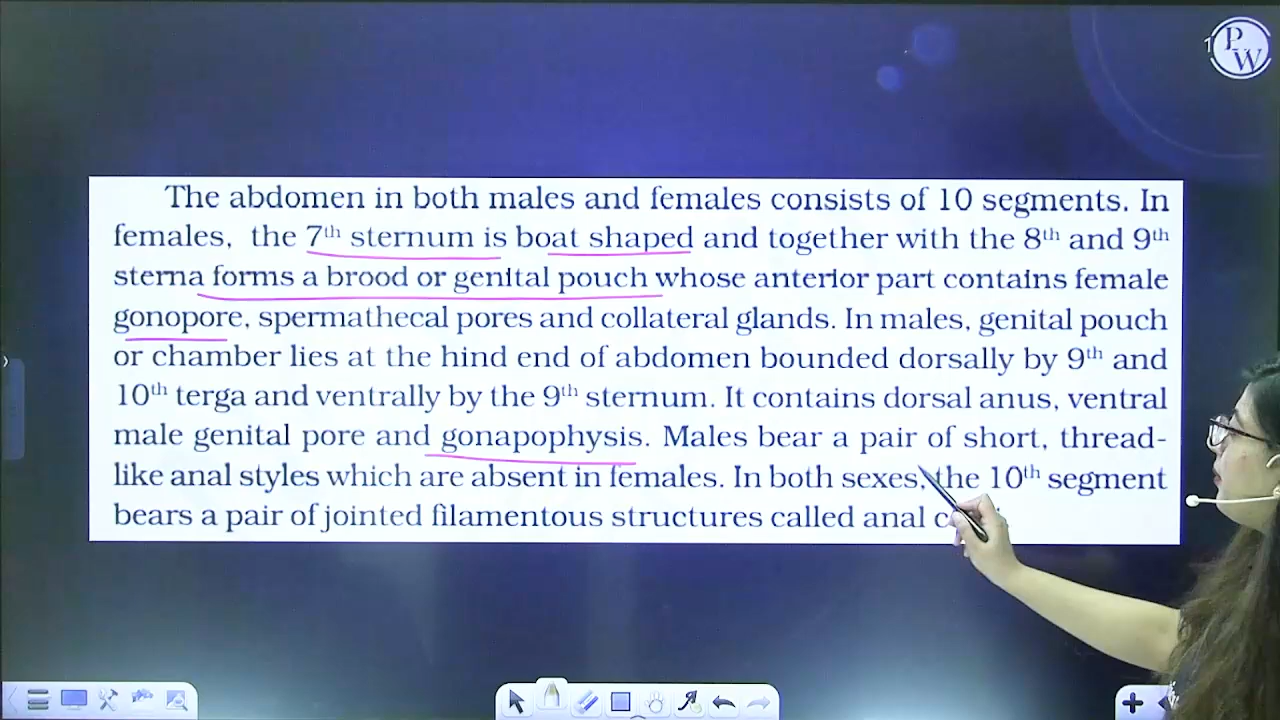 PW
The abdomen in both males and females consists of 10 segments. In
females, the 7th sternum is boat shaped and together with the 8th and 9th
sterna forms a brood or genital pouch whose anterior part contains female
gonopore, spermathecal pores and collateral glands. In males, genital pouch
or chamber lies at the hind end of abdomen bounded dorsally by 9th and
10th terga and ventrally by the 9th sternum. It contains dorsal anus, ventral
male genital pore and gonapophysis. Males bear a pair of short, thread-
like anal styles which are absent in females. In both sexes, the 10th segment
bears a pair of jointed filamentous structures called anal